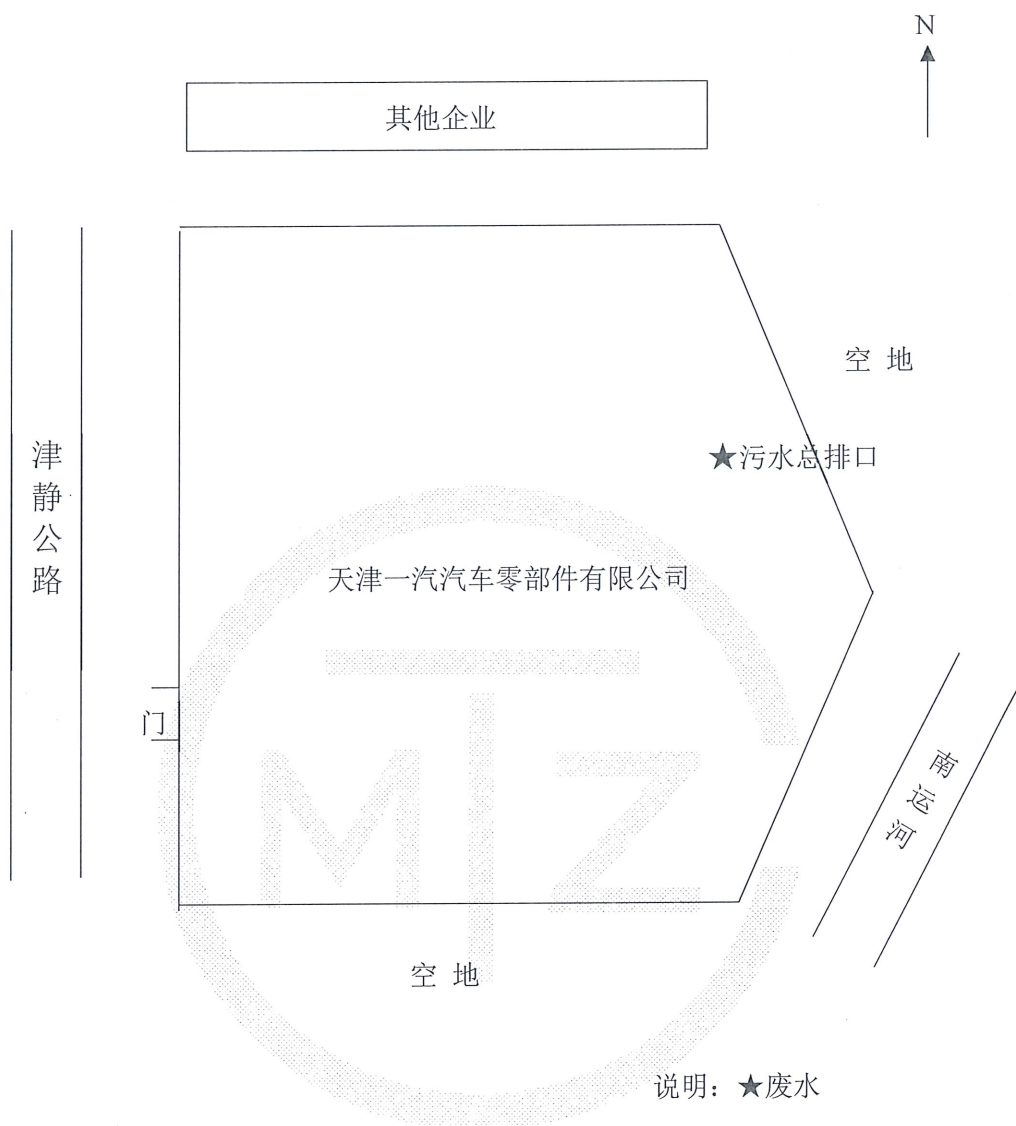 N
其他企业
空 地
★污水总排口
津静公路
天津一汽汽车零部件有限公司
门
南运河
MTZ
空 地
说明：★废水